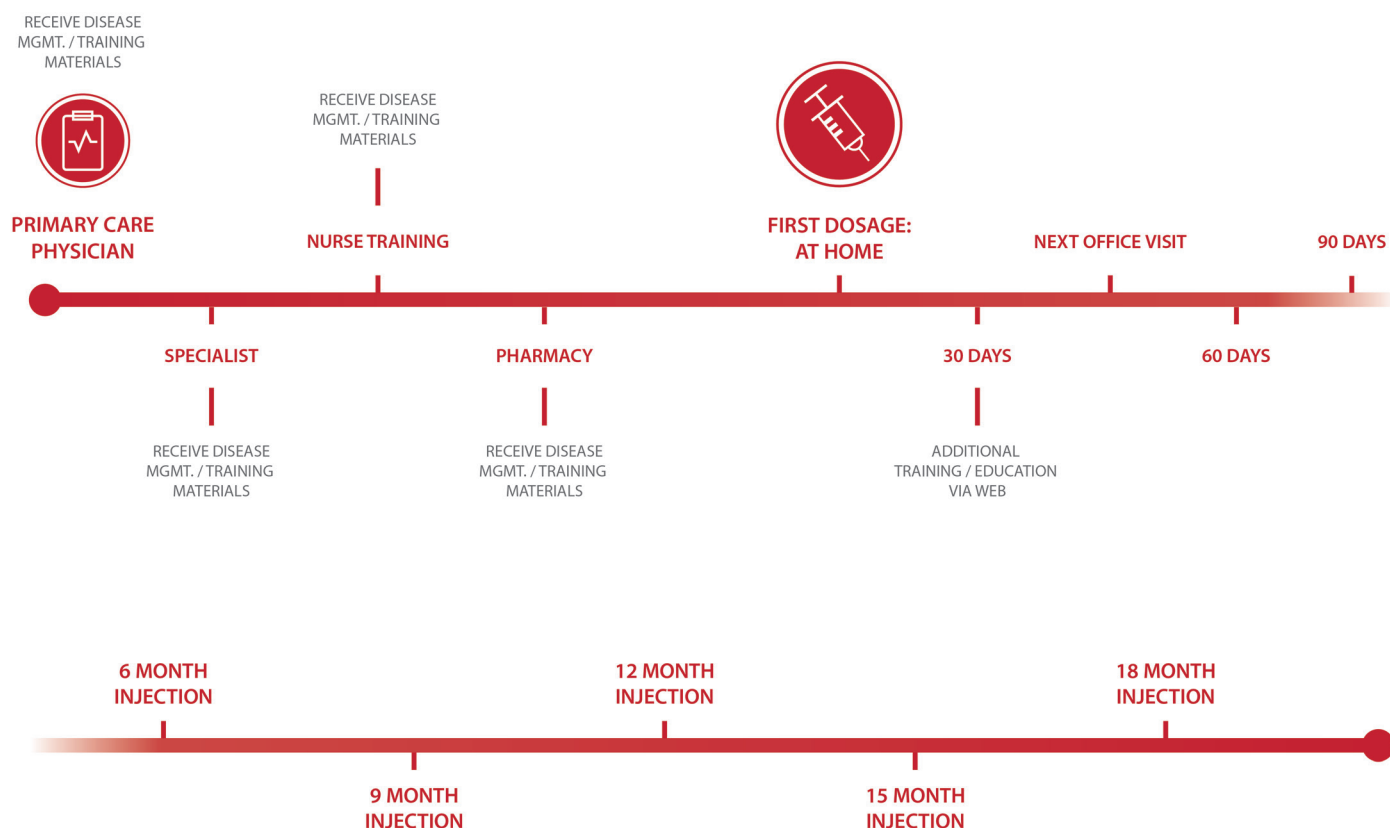 RECEIVE DISEASE
MGMT. / TRAINING
MATERIALS
PRIMARY CARE
PHYSICIAN
SPECIALIST
RECEIVE DISEASE
MGMT. / TRAINING
MATERIALS
RECEIVE DISEASE
MGMT. / TRAINING
MATERIALS
NURSE TRAINING
PHARMACY
RECEIVE DISEASE
MGMT. / TRAINING
MATERIALS
FIRST DOSAGE:
AT HOME
30 DAYS
ADDITIONAL
TRAINING / EDUCATION
VIA WEB
NEXT OFFICE VISIT
60 DAYS
90 DAYS
6 MONTH
INJECTION
9 MONTH
INJECTION
12 MONTH
INJECTION
15 MONTH
INJECTION
18 MONTH
INJECTION